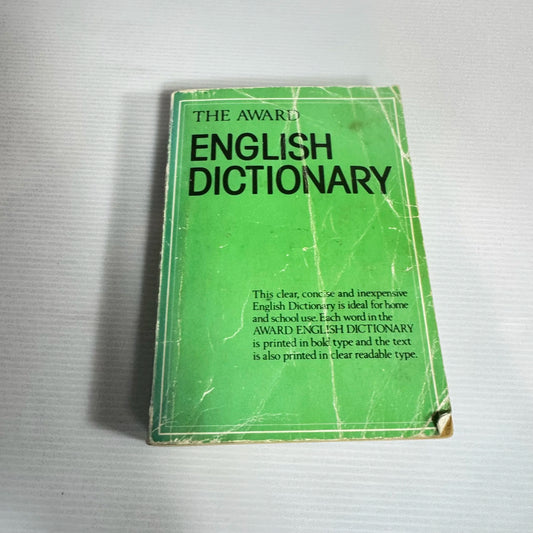 THE AWARD
ENGLISH
DICTIONARY
This clear, concise and inexpensive
English Dictionary is ideal for home
and school use. Each word in the
AWARD ENGLISH DICTIONARY
is printed in bold type and the text
is also printed in clear readable type.